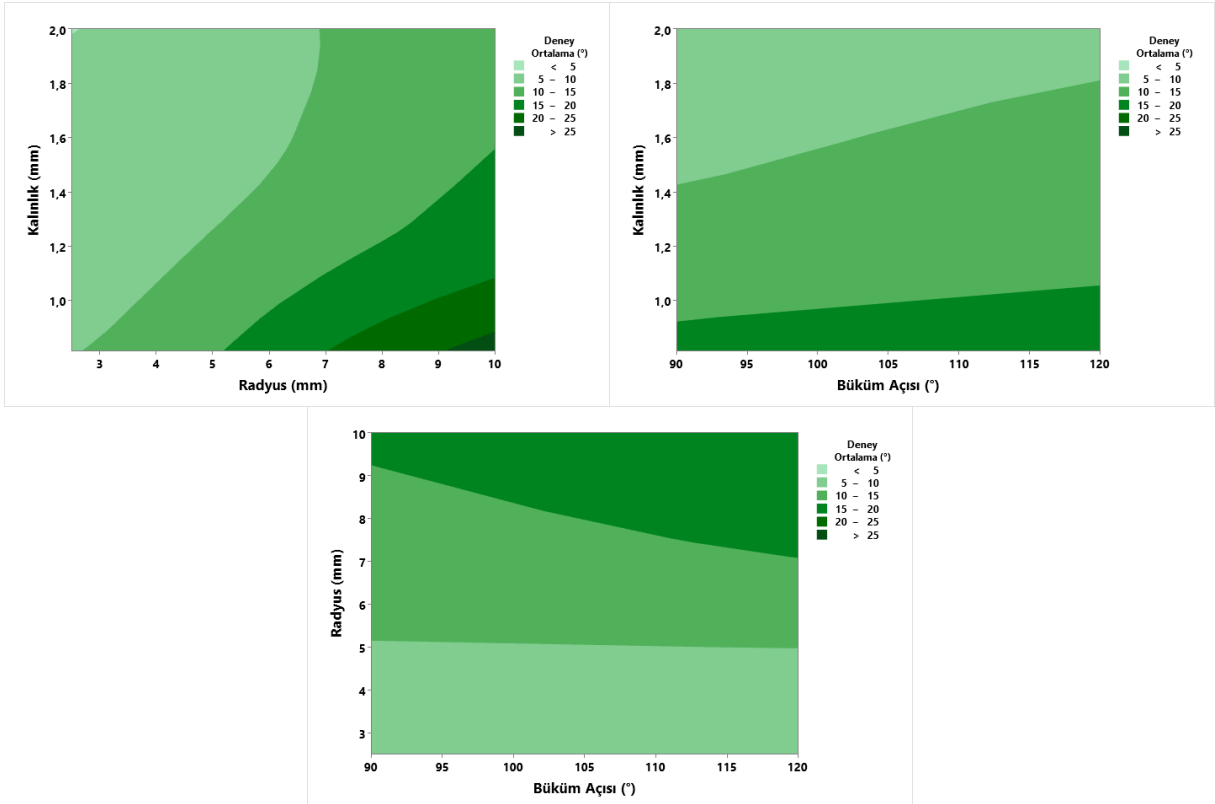 Deney
Ortalama (°)
< 5
5 – 10
10 – 15
15 – 20
20 – 25
> 25
2,0
1,8
1,6
1,4
1,2
1,0
Kalınlık (mm)
3 4 5 6 7 8 9 10
Radyus (mm)
Deney
Ortalama (°)
< 5
5 – 10
10 – 15
15 – 20
20 – 25
> 25
2,0
1,8
1,6
1,4
1,2
1,0
Kalınlık (mm)
90 95 100 105 110 115 120
Büküm Açısı (°)
Deney
Ortalama (°)
< 5
5 – 10
10 – 15
15 – 20
20 – 25
> 25
10
9
8
7
6
5
4
3
Radyus (mm)
90 95 100 105 110 115 120
Büküm Açısı (°)